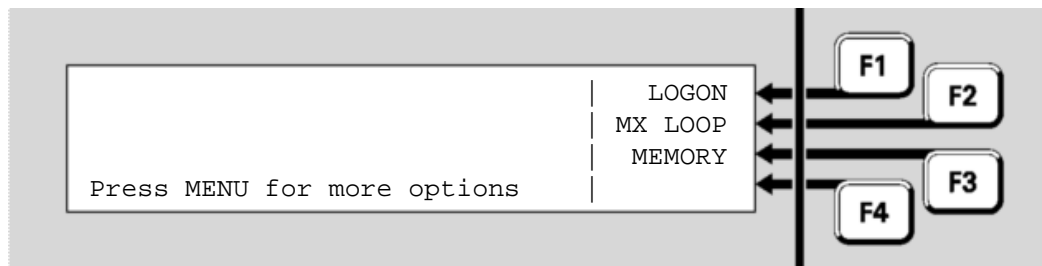 | LOGON
| MX LOOP
| MEMORY
Press MENU for more options |
F1
F2
F3
F4